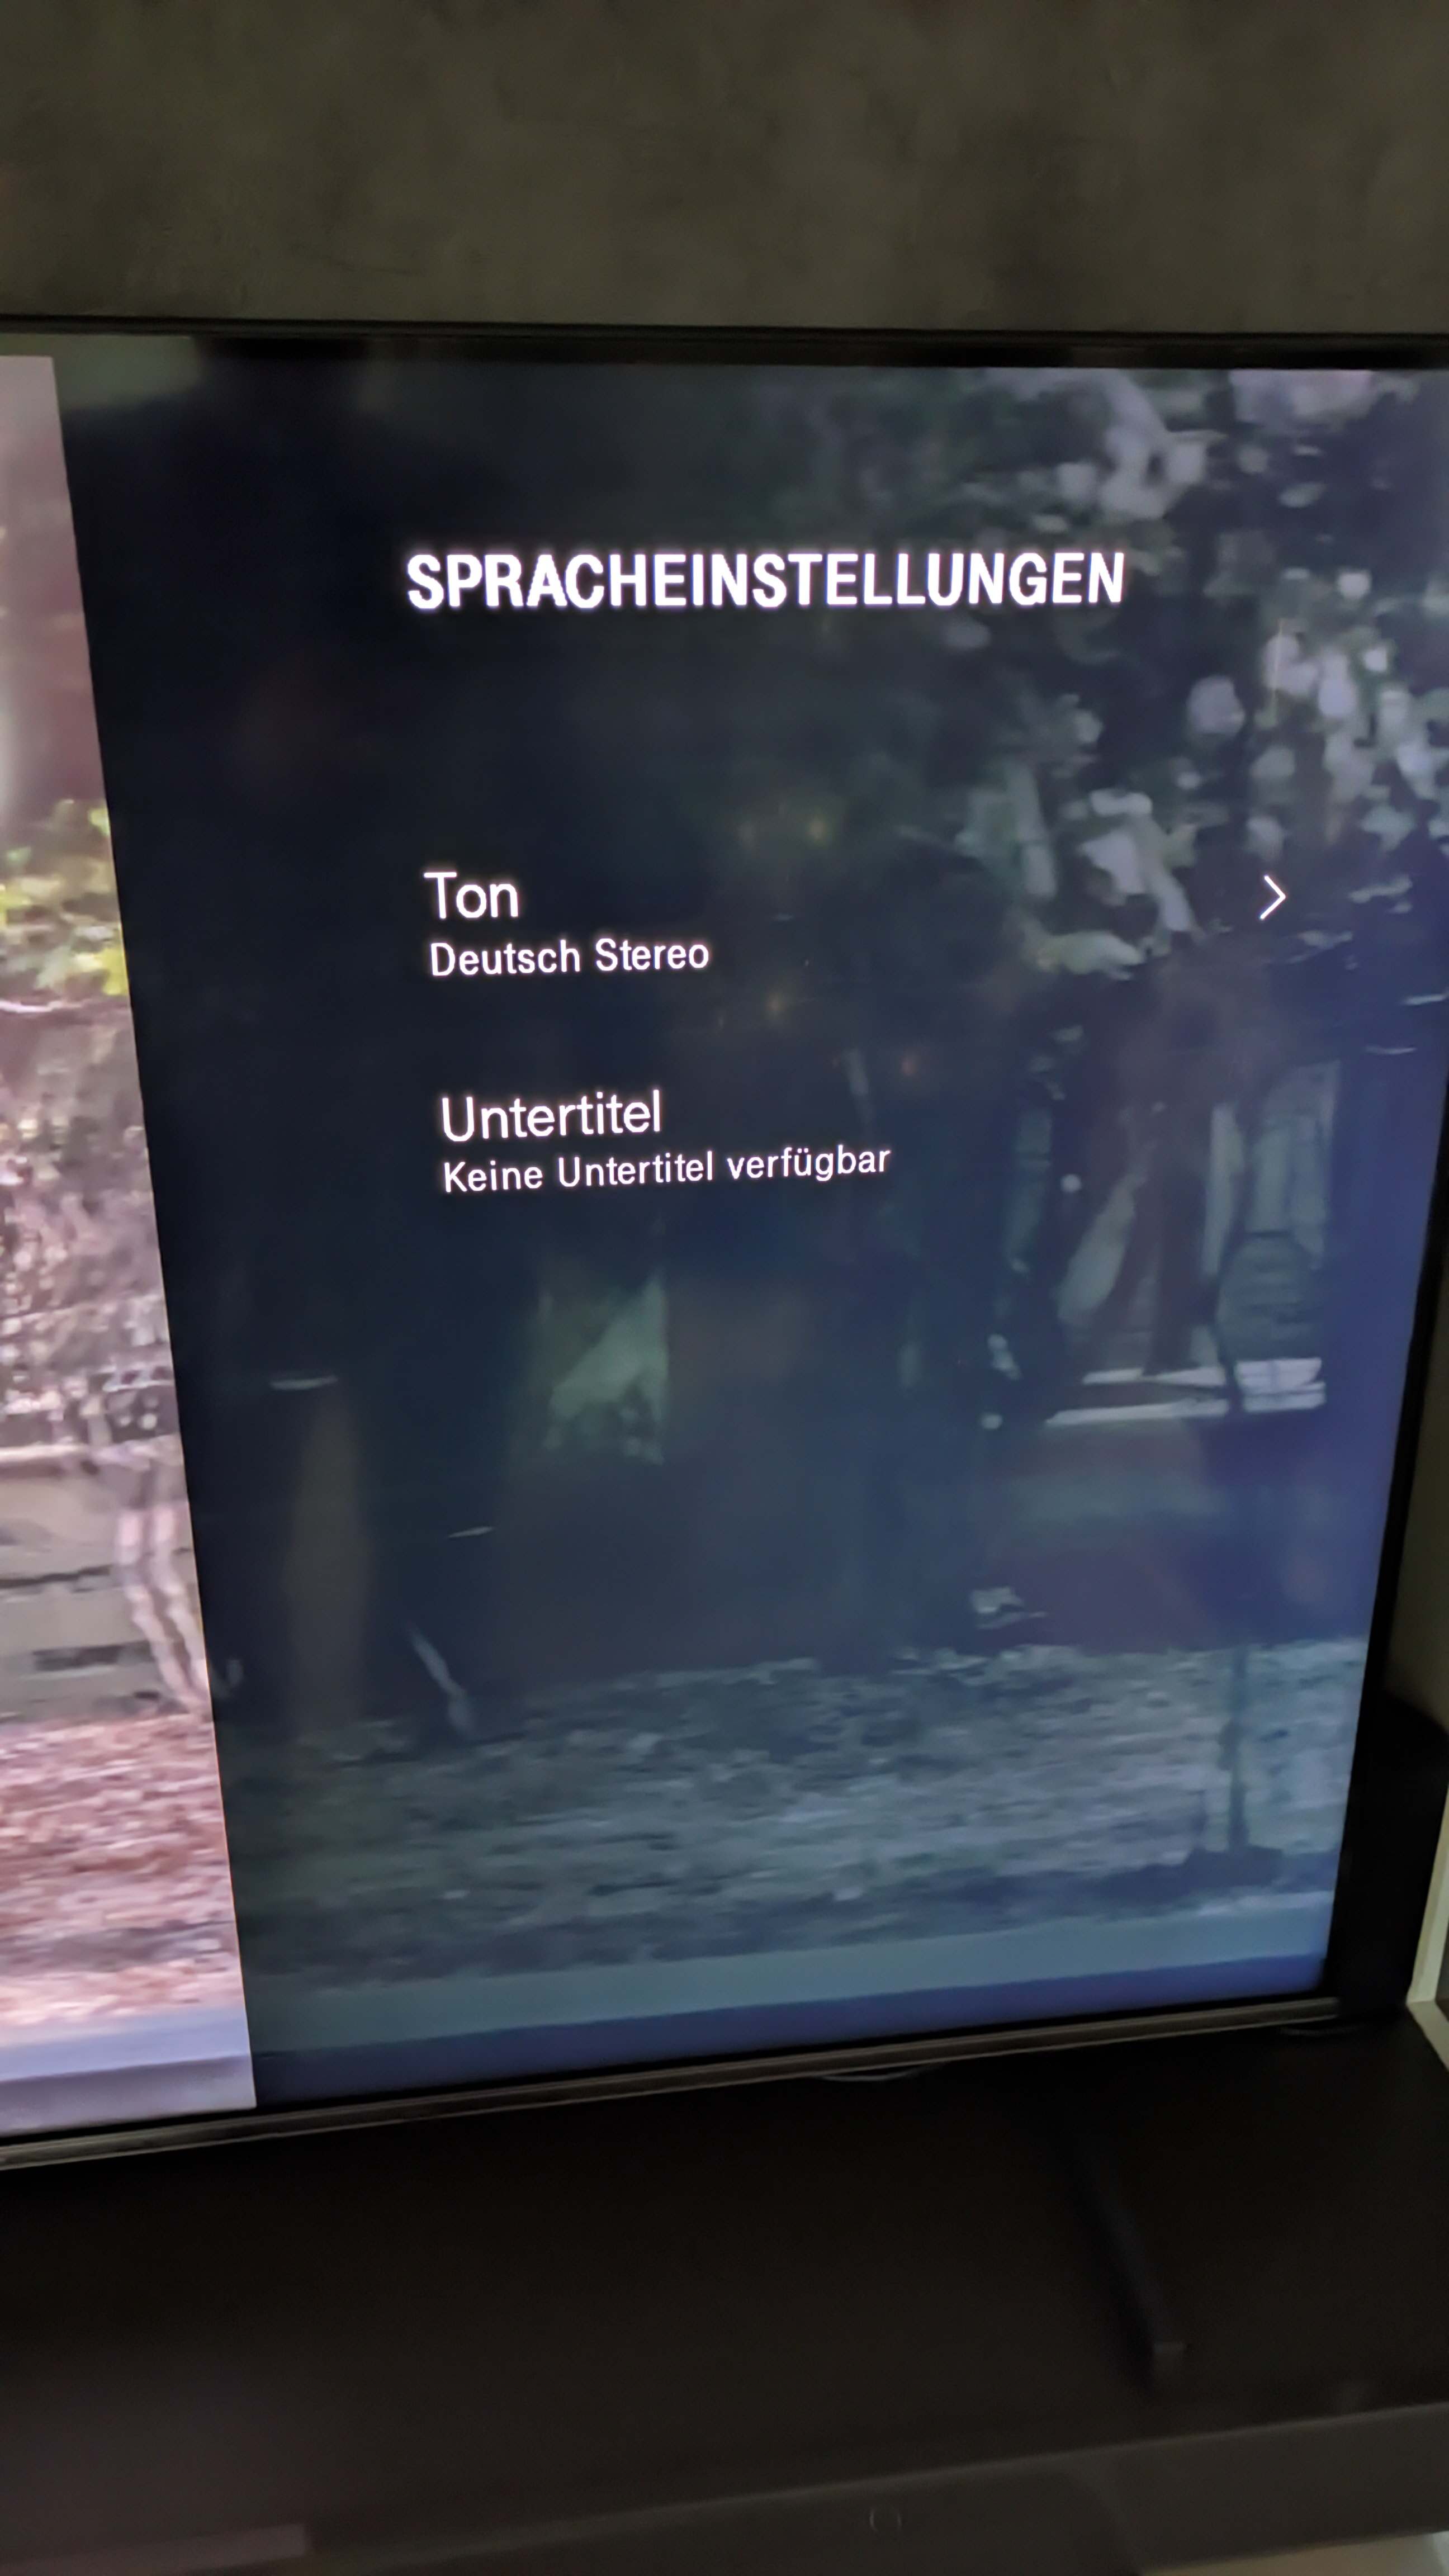 SPRACHEINSTELLUNGEN
Ton
Deutsch Stereo
Untertitel
Keine Untertitel verfügbar